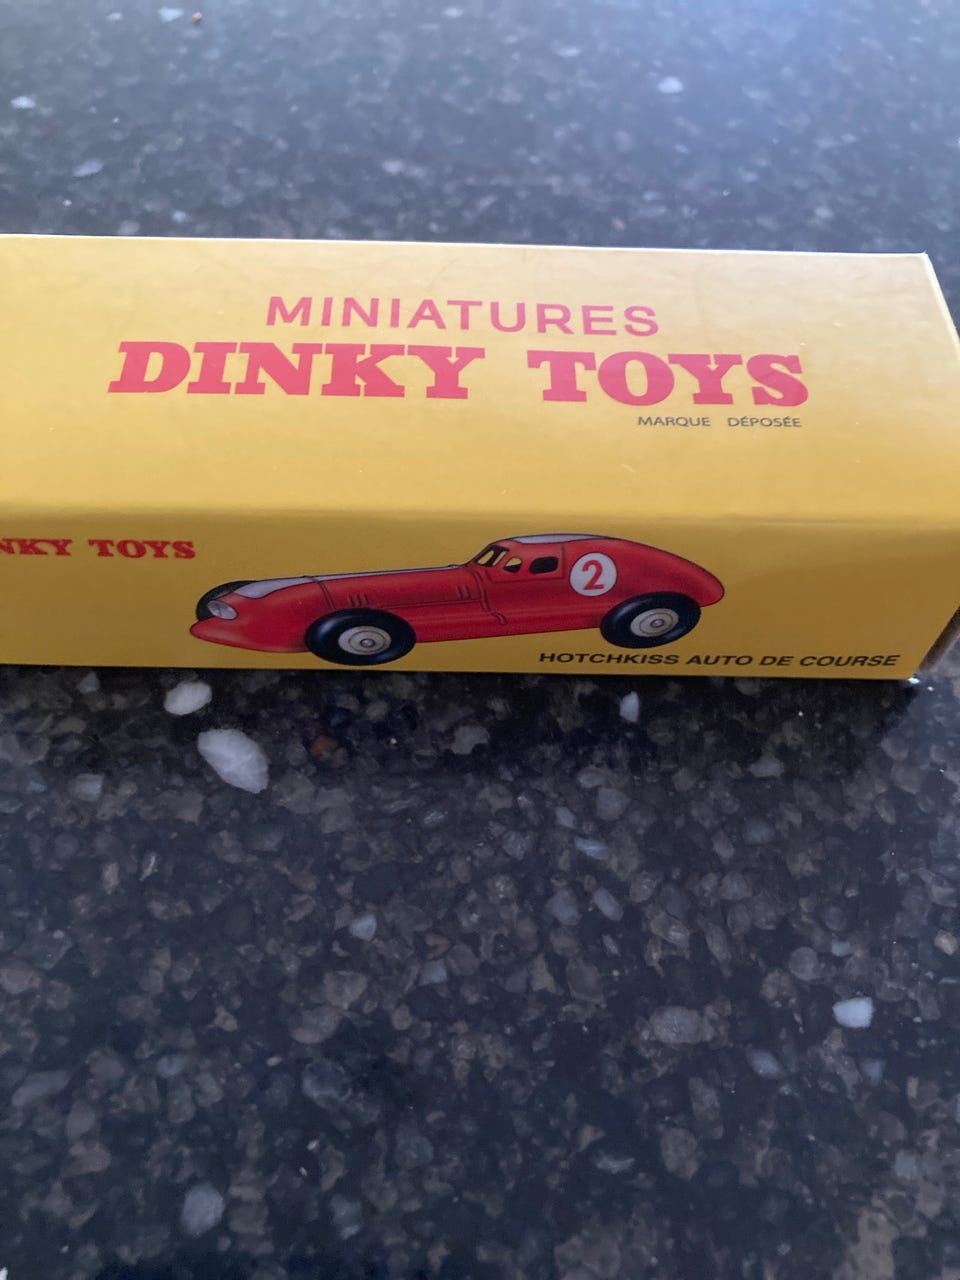 MINIATURES
DINKY TOYS
MARQUE DÉPOSÉE
NKY TOYS
2
HOTCHKISS AUTO DE COURSE